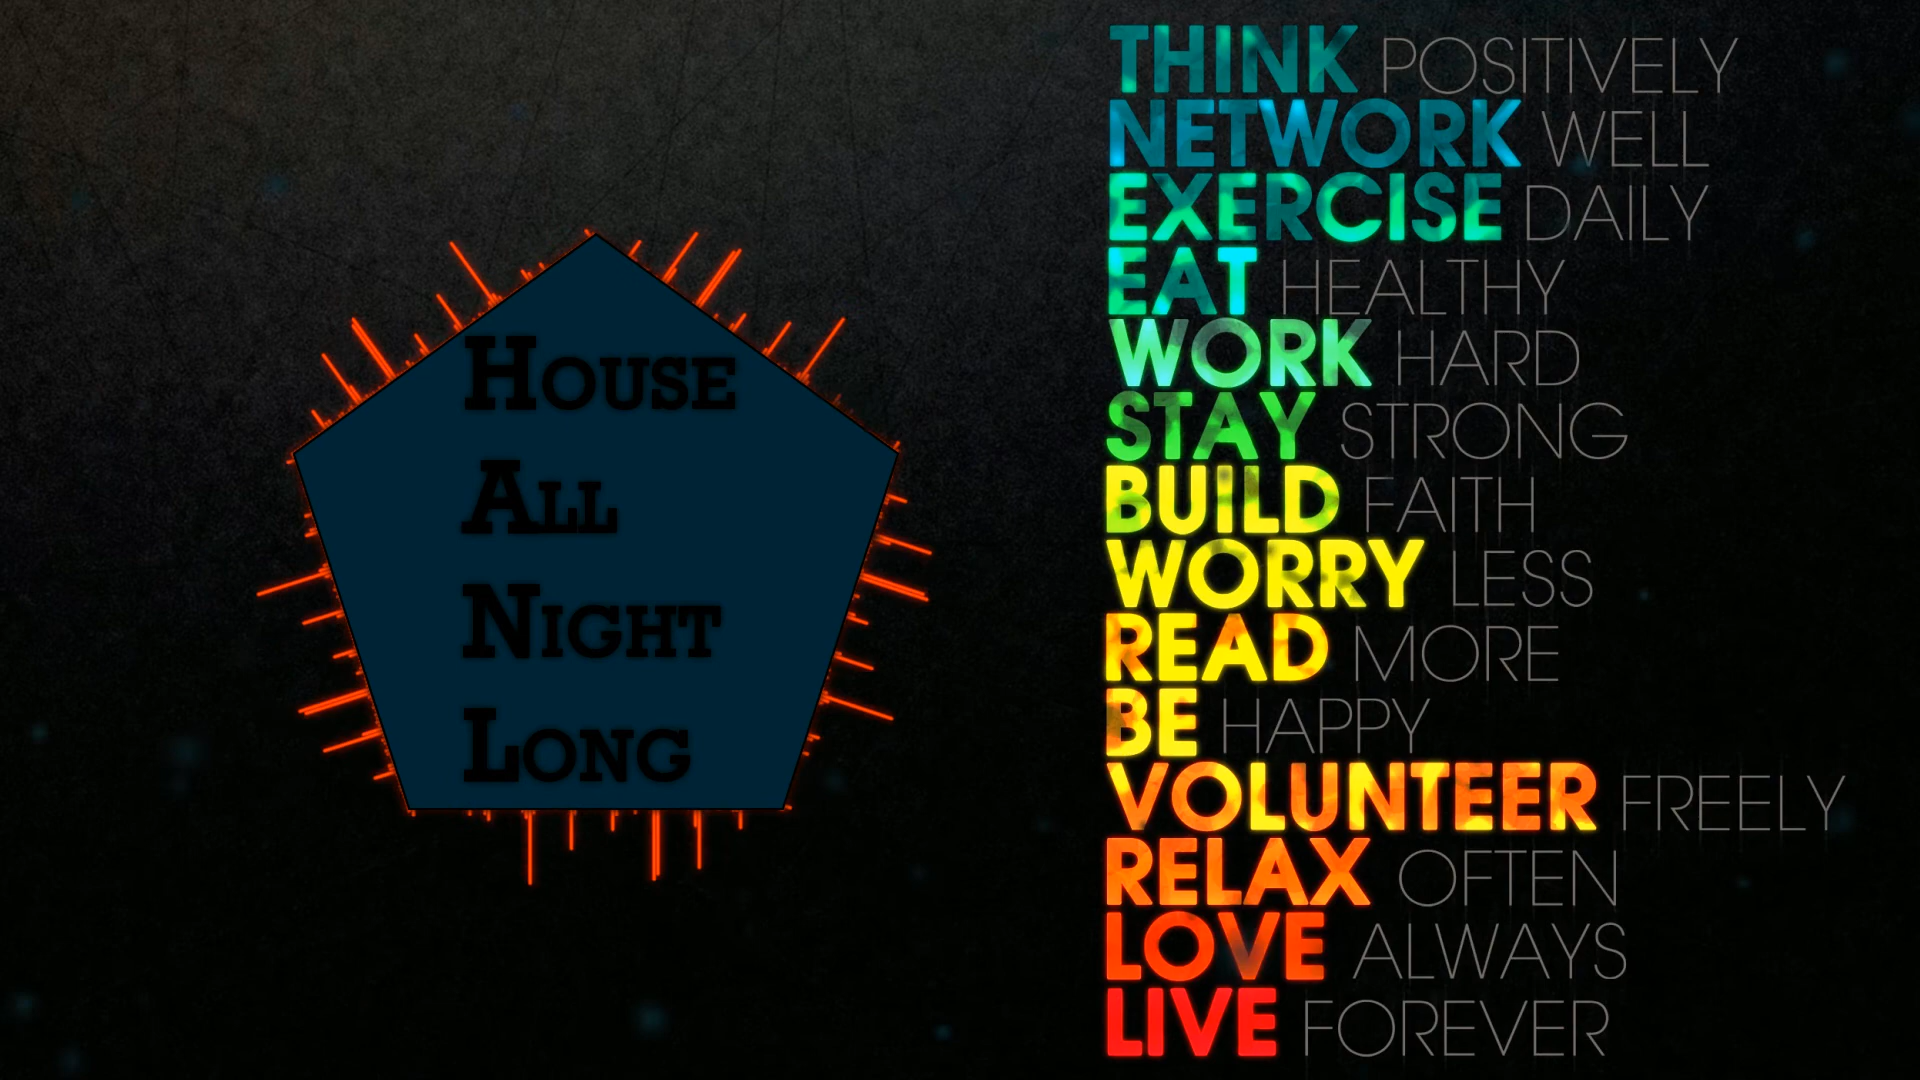 House
All
Night
Long
THINK POSITIVELY
NETWORK WELL
EXERCISE DAILY
EAT HEALTHY
WORK HARD
STAY STRONG
BUILD FAITH
WORRY LESS
READ MORE
BE HAPPY
VOLUNTEER FREELY
RELAX OFTEN
LOVE ALWAYS
LIVE FOREVER